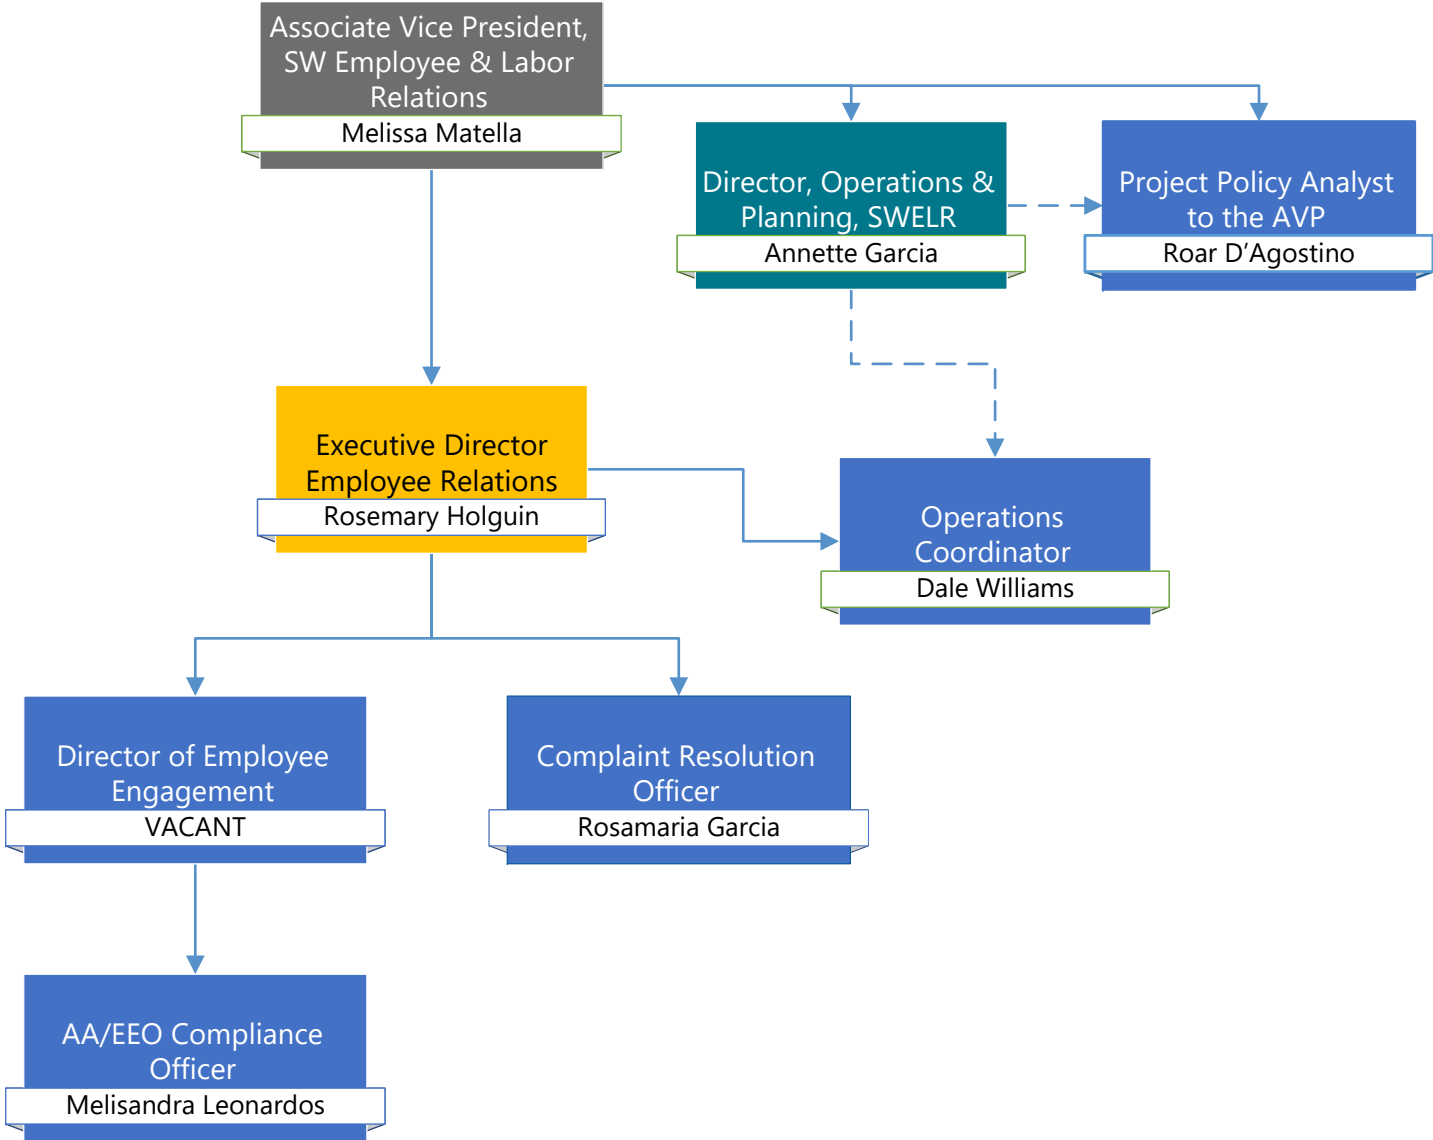 Associate Vice President,
SW Employee & Labor
Relations
Melissa Matella
Director, Operations &
Planning, SWELR
Annette Garcia
Project Policy Analyst
to the AVP
Roar D’Agostino
Executive Director
Employee Relations
Rosemary Holguin
Operations
Coordinator
Dale Williams
Director of Employee
Engagement
VACANT
Complaint Resolution
Officer
Rosamaria Garcia
AA/EEO Compliance
Officer
Melisandra Leonardos